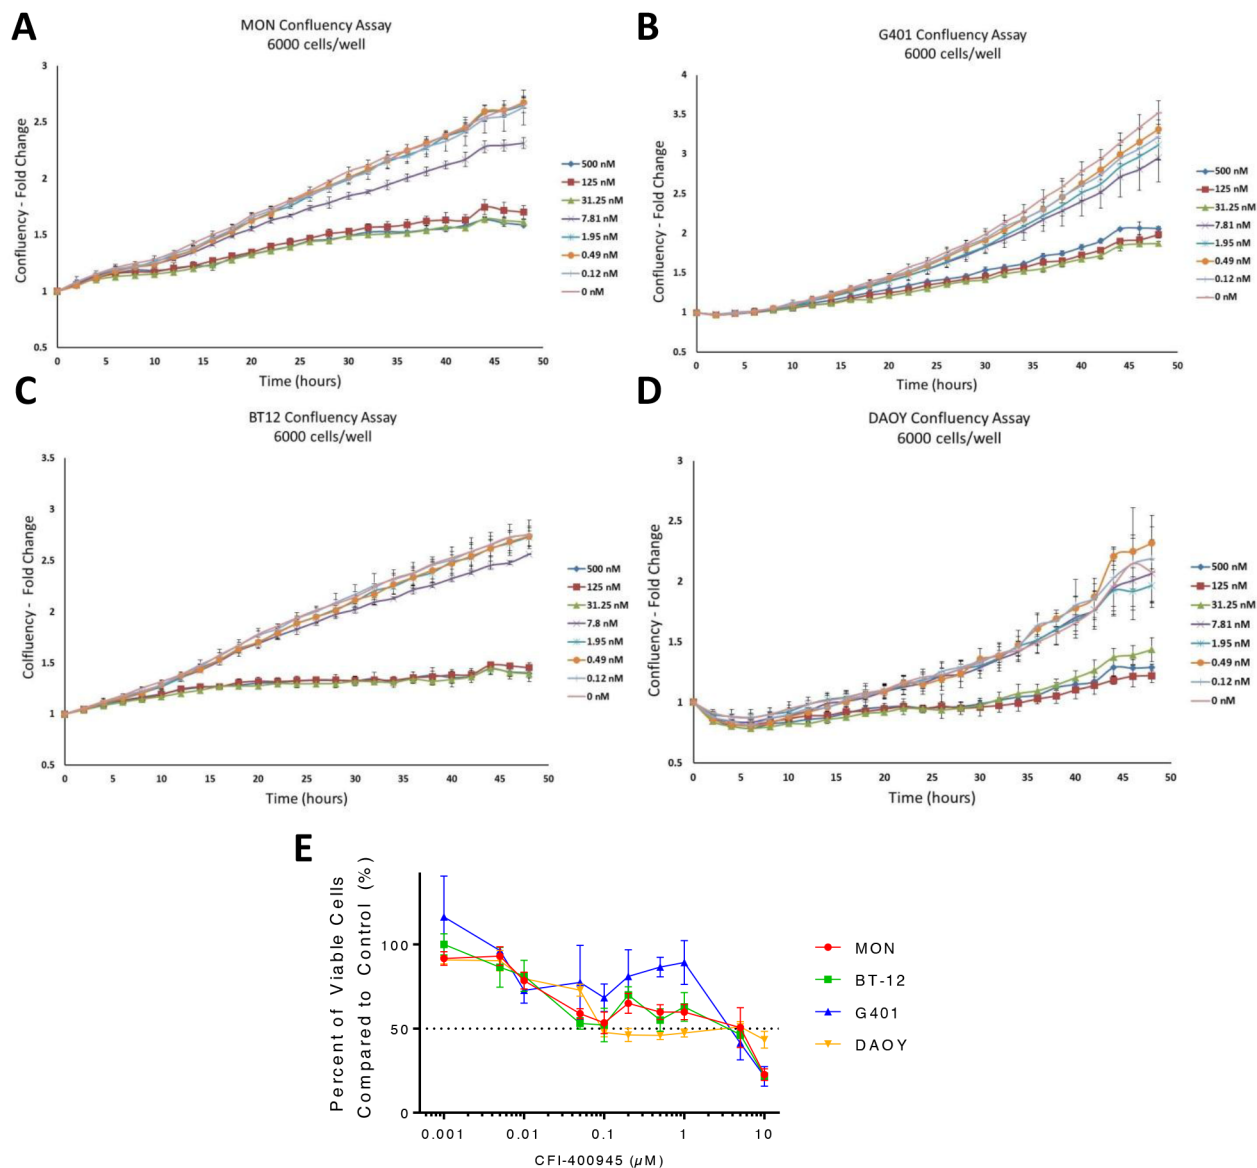 A
MON Confluency Assay
6000 cells/well
Confluency - Fold Change
3
2.5
2
1.5
1
0.5
0 5 10 15 20 25 30 35 40 45 50
Time (hours)
500 nM
125 nM
31.25 nM
7.81 nM
1.95 nM
0.49 nM
0.12 nM
0 nM
B
G401 Confluency Assay
6000 cells/well
Confluency - Fold Change
4
3.5
3
2.5
2
1.5
1
0.5
0 5 10 15 20 25 30 35 40 45 50
Time (hours)
500 nM
125 nM
31.25 nM
7.81 nM
1.95 nM
0.49 nM
0.12 nM
0 nM
C
BT12 Confluency Assay
6000 cells/well
Colfluency - Fold Change
3.5
3
2.5
2
1.5
1
0.5
0 5 10 15 20 25 30 35 40 45 50
Time (hours)
500 nM
125 nM
31.25 nM
7.8 nM
1.95 nM
0.49 nM
0.12 nM
0 nM
D
DAOY Confluency Assay
6000 cells/well
Confluency - Fold Change
3
2.5
2
1.5
1
0.5
0 5 10 15 20 25 30 35 40 45 50
Time (hours)
500 nM
125 nM
31.25 nM
7.81 nM
1.95 nM
0.49 nM
0.12 nM
0 nM
E
Percent of Viable Cells
Compared to Control (%)
100
50
0
0.001 0.01 0.1 1 10
CFI-400945 (µM)
MON
BT-12
G401
DAOY